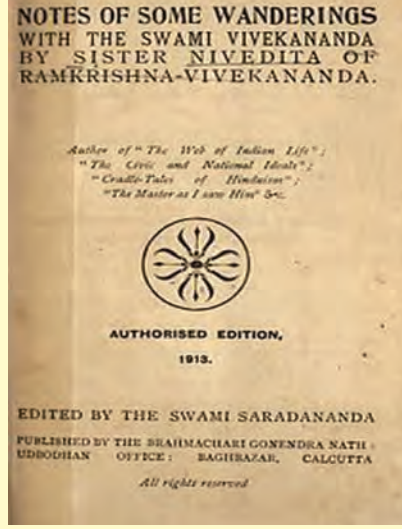 NOTES OF SOME WANDERINGS
WITH THE SWAMI VIVEKANANDA
BY SISTER NIVEDITA OF
RAMKRISHNA-VIVEKANANDA.
Author of "The Web of Indian Life";
"The Civic and National Ideals";
"Cradle-Tales of Hinduism";
"The Master as I saw Him" &c.
AUTHORISED EDITION,
1913.
EDITED BY THE SWAMI SARADANANDA
PUBLISHED BY THE BRAHMACHARI GONENDRA NATH
UDBODHAN OFFICE: BAGHBAZAR, CALCUTTA
All rights reserved